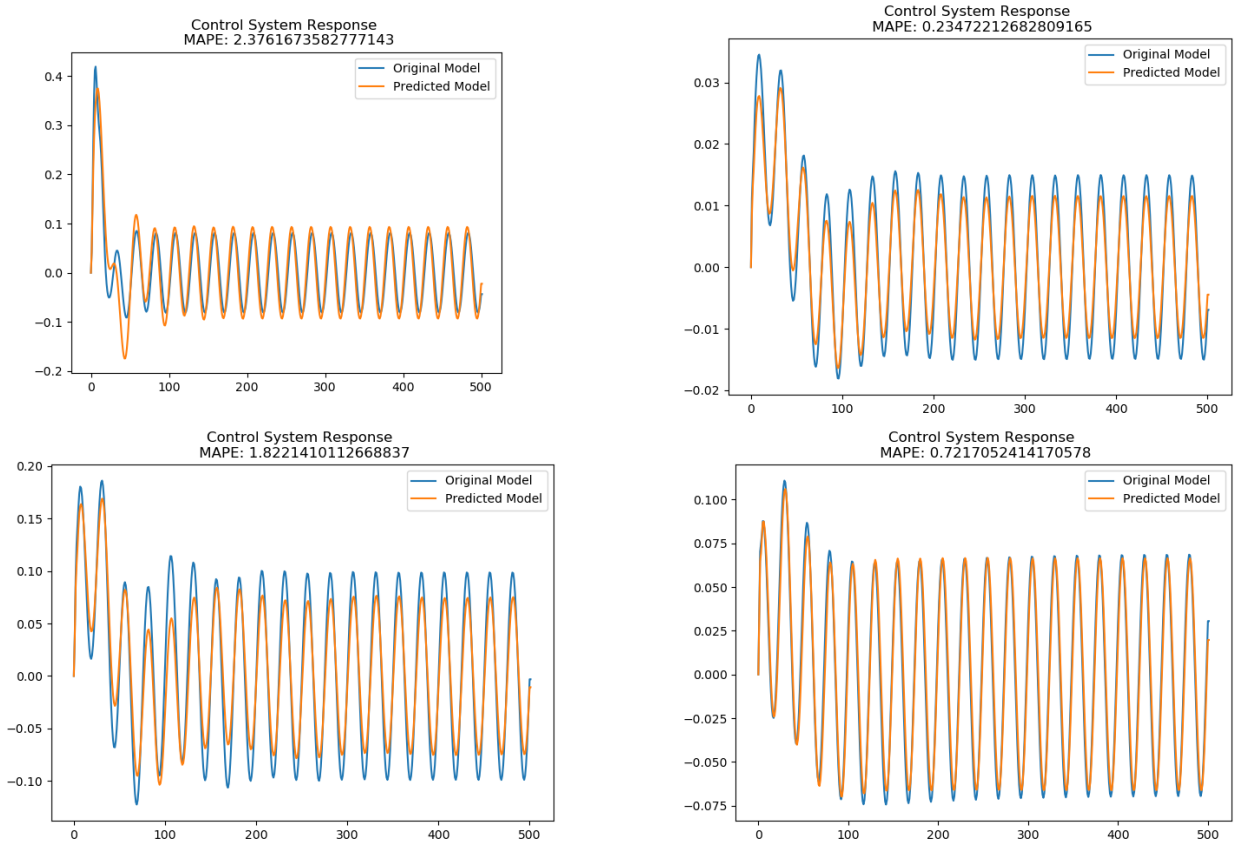 Control System Response
MAPE: 2.3761673582777143
Original Model
Predicted Model
0.4
0.3
0.2
0.1
0.0
−0.1
−0.2
0 100 200 300 400 500
Control System Response
MAPE: 0.23472212682809165
Original Model
Predicted Model
0.03
0.02
0.01
0.00
−0.01
−0.02
0 100 200 300 400 500
Control System Response
MAPE: 1.8221410112668837
Original Model
Predicted Model
0.20
0.15
0.10
0.05
0.00
−0.05
−0.10
0 100 200 300 400 500
Control System Response
MAPE: 0.7217052414170578
Original Model
Predicted Model
0.100
0.075
0.050
0.025
0.000
−0.025
−0.050
−0.075
0 100 200 300 400 500